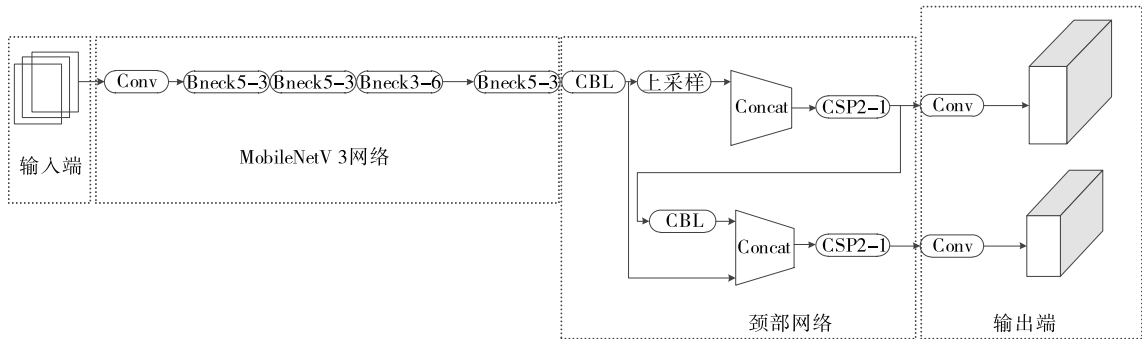 输入端
Conv
Bneck5-3
Bneck5-3
Bneck3-6
Bneck5-3
MobileNetV 3网络
CBL
上采样
Concat
CSP2-1
CBL
Concat
CSP2-1
颈部网络
Conv
Conv
输出端